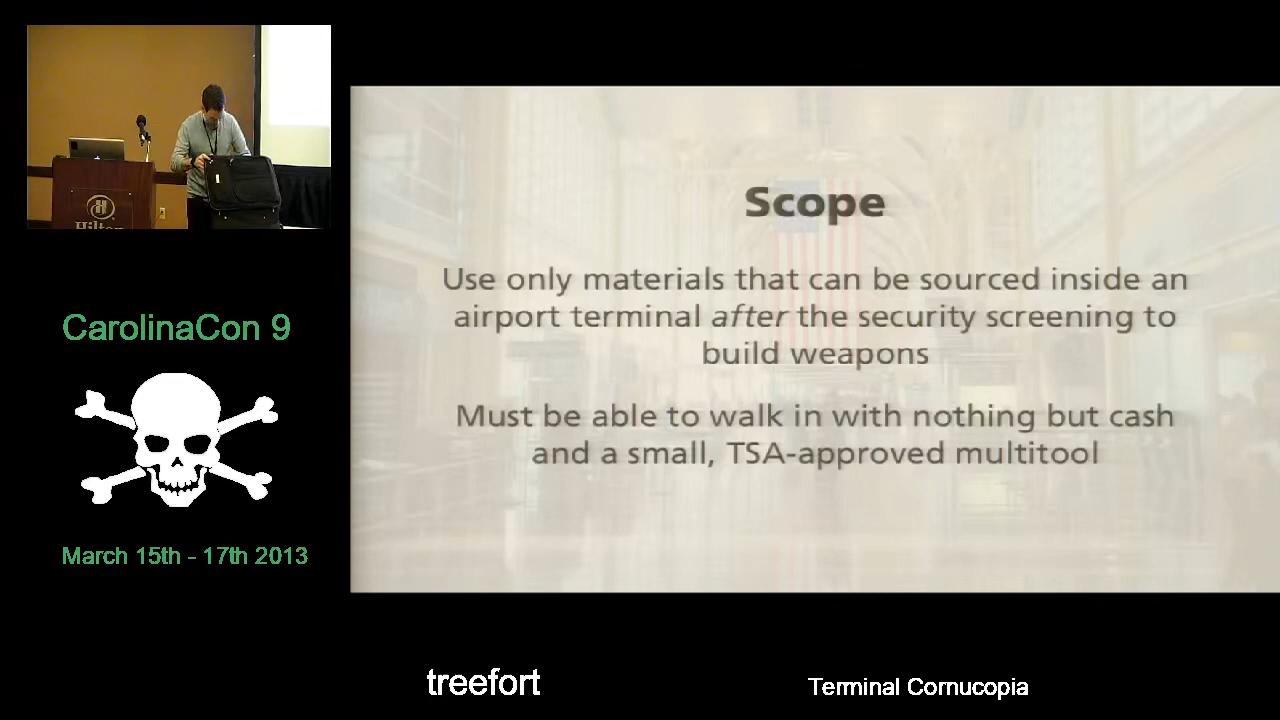 Hilton
CarolinaCon 9
March 15th - 17th 2013
Scope
Use only materials that can be sourced inside an
airport terminal after the security screening to
build weapons
Must be able to walk in with nothing but cash
and a small, TSA-approved multitool
treefort
Terminal Cornucopia